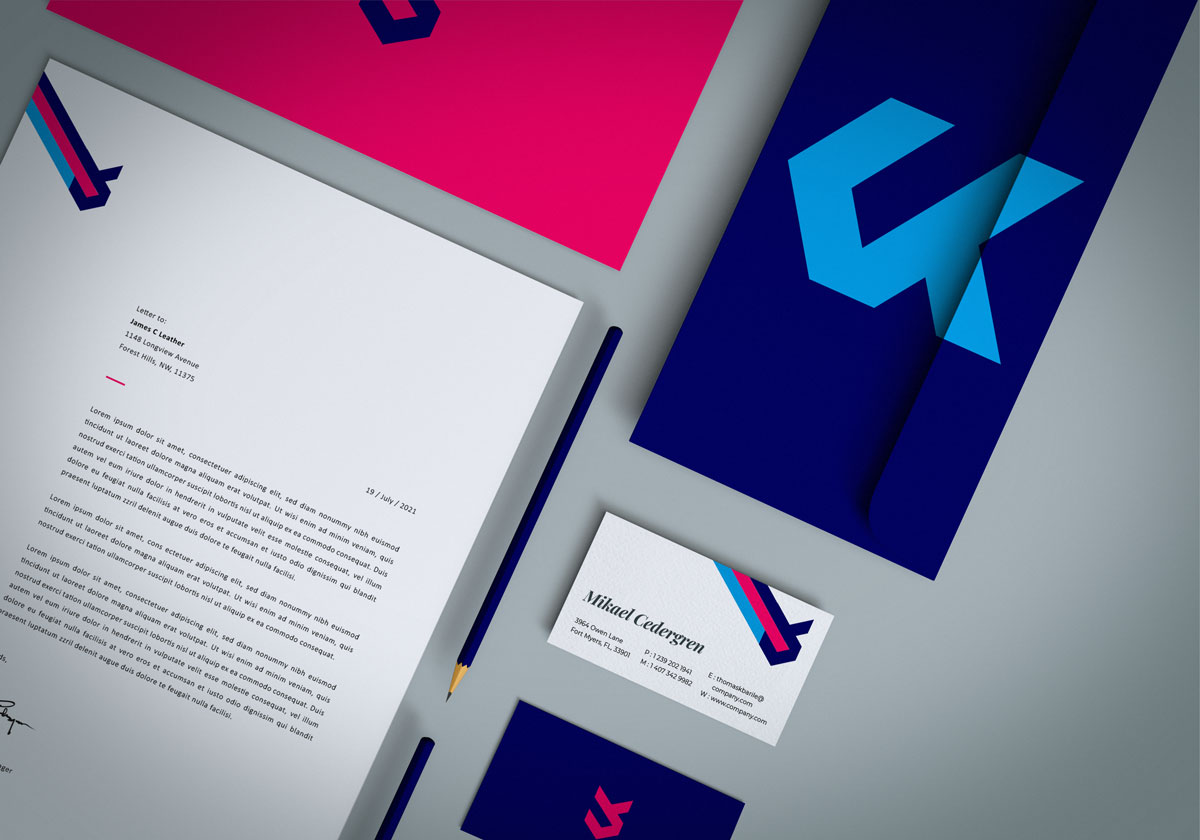 Letter to:
James C Leather
1148 Longview Avenue
Forest Hills, NW, 11375
19 / July / 2021
Lorem ipsum dolor sit amet, consectetuer adipiscing elit, sed diam nonummy nibh euismod
tincidunt ut laoreet dolore magna aliquam erat volutpat. Ut wisi enim ad minim veniam, quis
nostrud exerci tation ullamcorper suscipit lobortis nisl ut aliquip ex ea commodo consequat. Duis
autem vel eum iriure dolor in hendrerit in vulputate velit esse molestie consequat, vel illum
dolore eu feugiat nulla facilisis at vero eros et accumsan et iusto odio dignissim qui blandit
praesent luptatum zzril delenit augue duis dolore te feugait nulla facilisi.
Lorem ipsum dolor sit amet, cons ectetuer adipiscing elit, sed diam nonummy nibh euismod
tincidunt ut laoreet dolore magna aliquam erat volutpat. Ut wisi enim ad minim veniam, quis
nostrud exerci tation ullamcorper suscipit lobortis nisl ut aliquip ex ea commodo consequat.
Lorem ipsum dolor sit amet, consectetuer adipiscing elit, sed diam nonummy nibh euismod
tincidunt ut laoreet dolore magna aliquam erat volutpat. Ut wisi enim ad minim veniam, quis
nostrud exerci tation ullamcorper suscipit lobortis nisl ut aliquip ex ea commodo consequat. Duis
autem vel eum iriure dolor in hendrerit in vulputate velit esse molestie consequat, vel illum
dolore eu feugiat nulla facilisis at vero eros et accumsan et iusto odio dignissim qui blandit
praesent luptatum zzril delenit augue duis dolore te feugait nulla facilisi.
Mikael Cedergren
3964 Owen Lane
Fort Myers, FL, 33901
P : 1 239 202 1941
M : 1 407 342 9982
E : thomaskbarile@
company.com
W : www.company.com